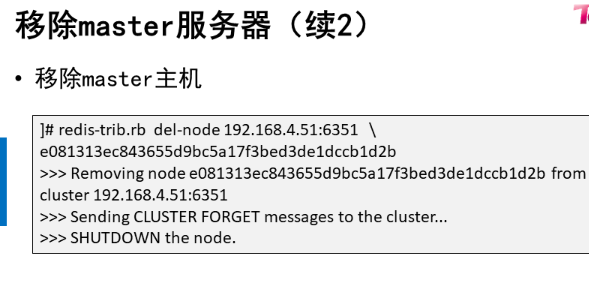 移除master服务器（续2）
• 移除master主机
]# redis-trib.rb del-node 192.168.4.51:6351 \
e081313ec843655d9bc5a17f3bed3de1dccb1d2b
>>> Removing node e081313ec843655d9bc5a17f3bed3de1dccb1d2b from
cluster 192.168.4.51:6351
>>> Sending CLUSTER FORGET messages to the cluster...
>>> SHUTDOWN the node.